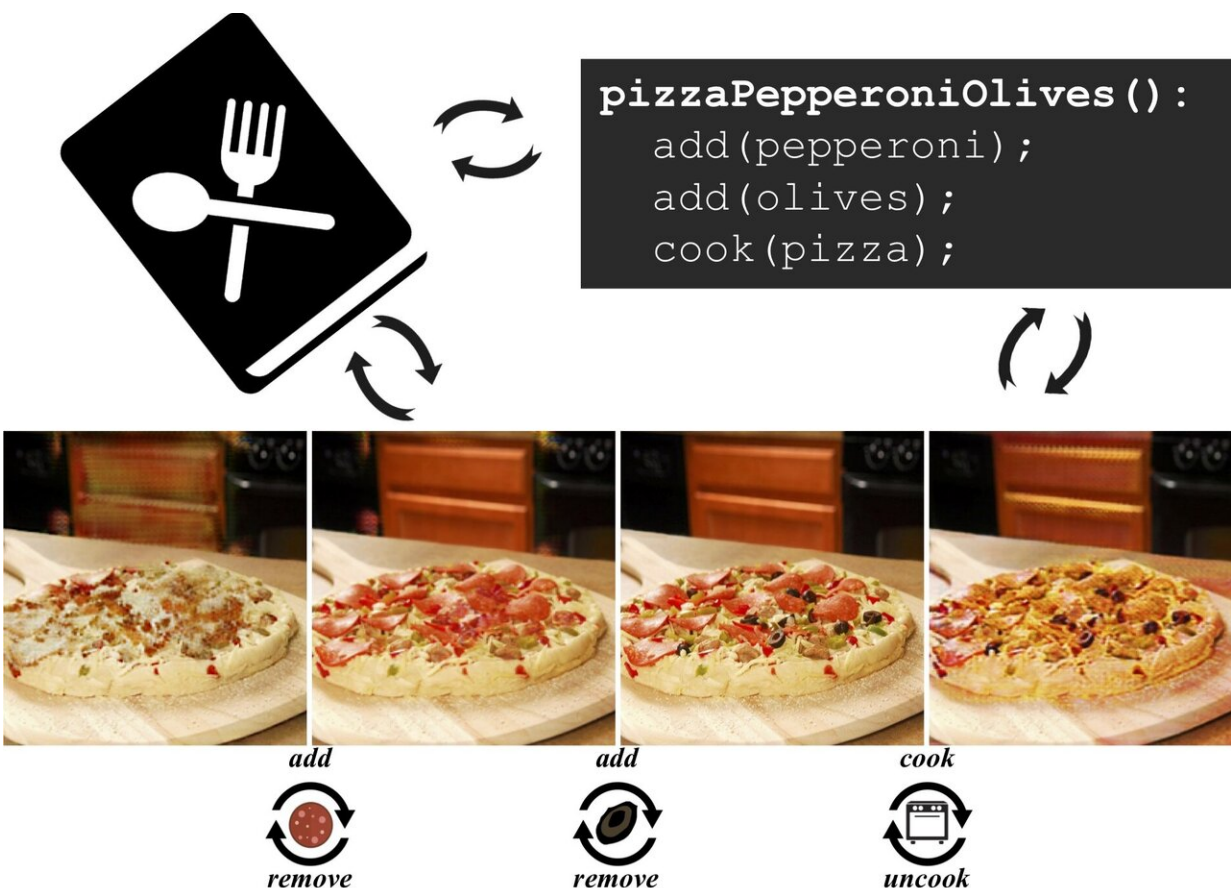 pizzaPepperoniOlives():
add(pepperoni);
add(olives);
cook(pizza);
add
add
cook
remove
remove
uncook